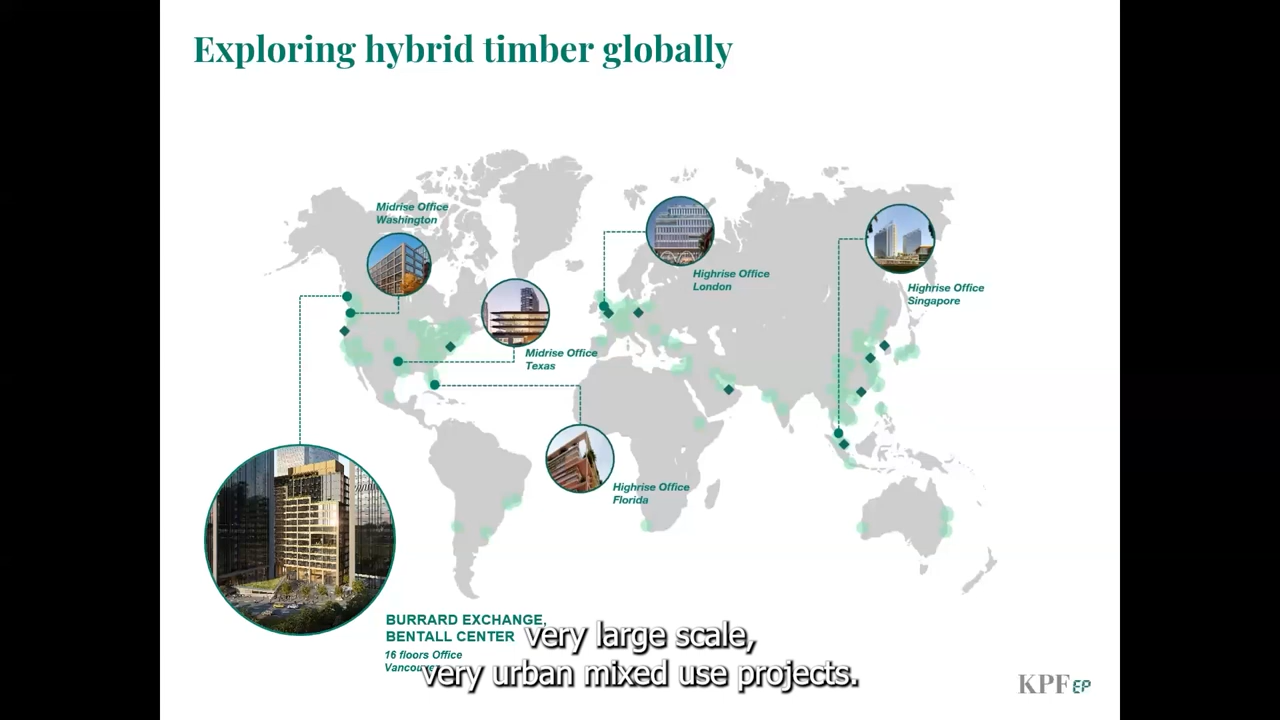 Exploring hybrid timber globally
Midrise Office
Washington
Highrise Office
London
Highrise Office
Singapore
Midrise Office
Texas
Highrise Office
Florida
BURRARD EXCHANGE,
BENTALL CENTER
16 floors Office
Vancouver
very large scale,
very urban mixed use projects.
KPF EP